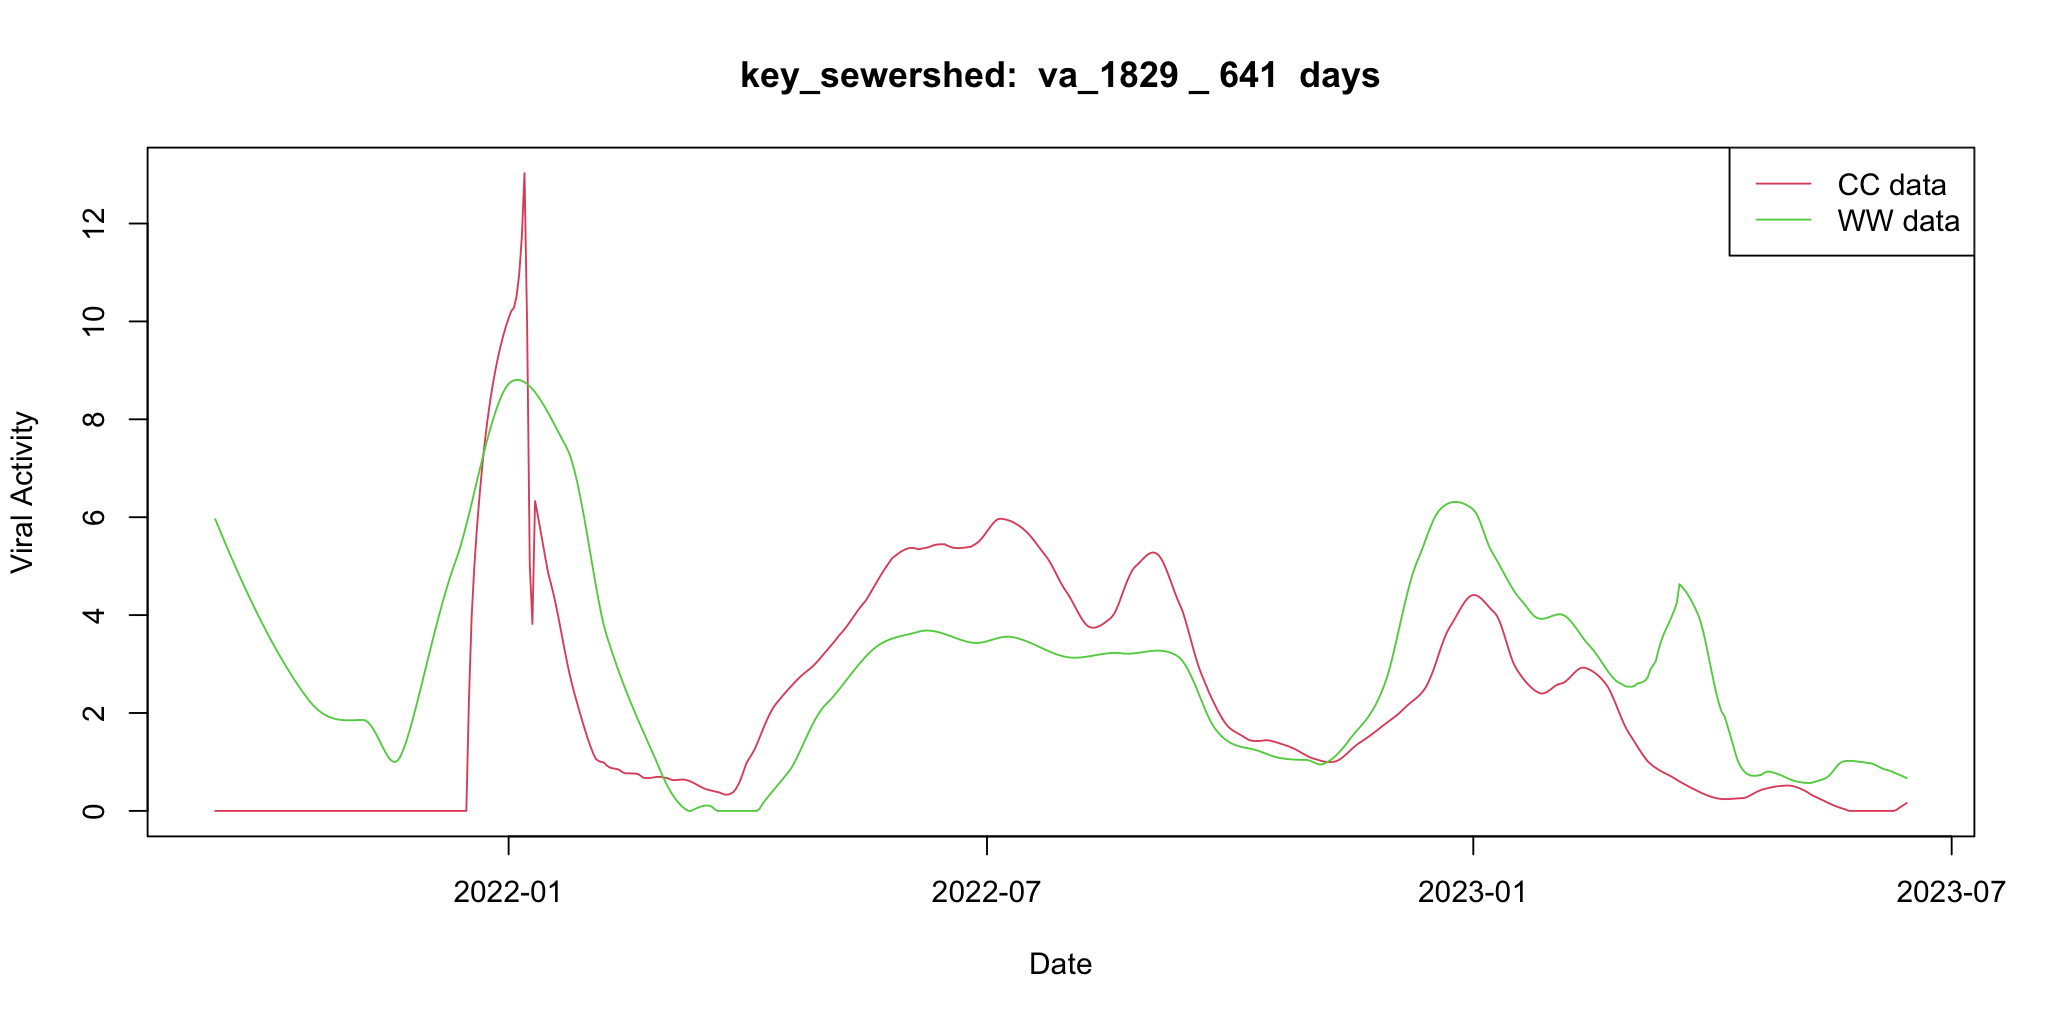 key_sewershed:  va_1829 _ 641  days
CC data
WW data
Viral Activity
12
10
8
6
4
2
0
2022-01
2022-07
2023-01
2023-07
Date